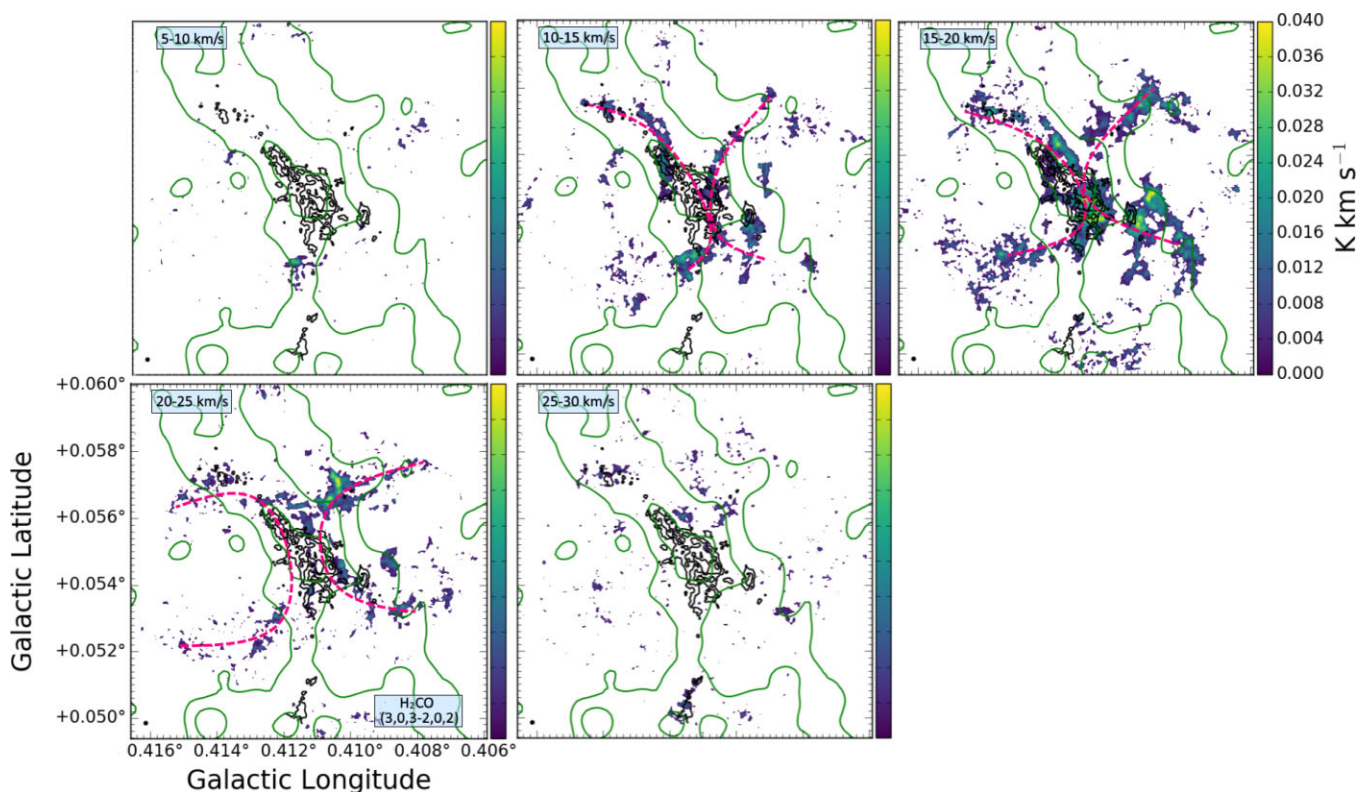 5-10 km/s
10-15 km/s
15-20 km/s
0.040
0.036
0.032
0.028
0.024
0.020
0.016
0.012
0.008
0.004
0.000
K km s⁻¹
20-25 km/s
25-30 km/s
+0.060°
+0.058°
+0.056°
+0.054°
+0.052°
+0.050°
Galactic Latitude
H₂CO
(3,0,3-2,0,2)
0.416° 0.414° 0.412° 0.410° 0.408° 0.406°
Galactic Longitude